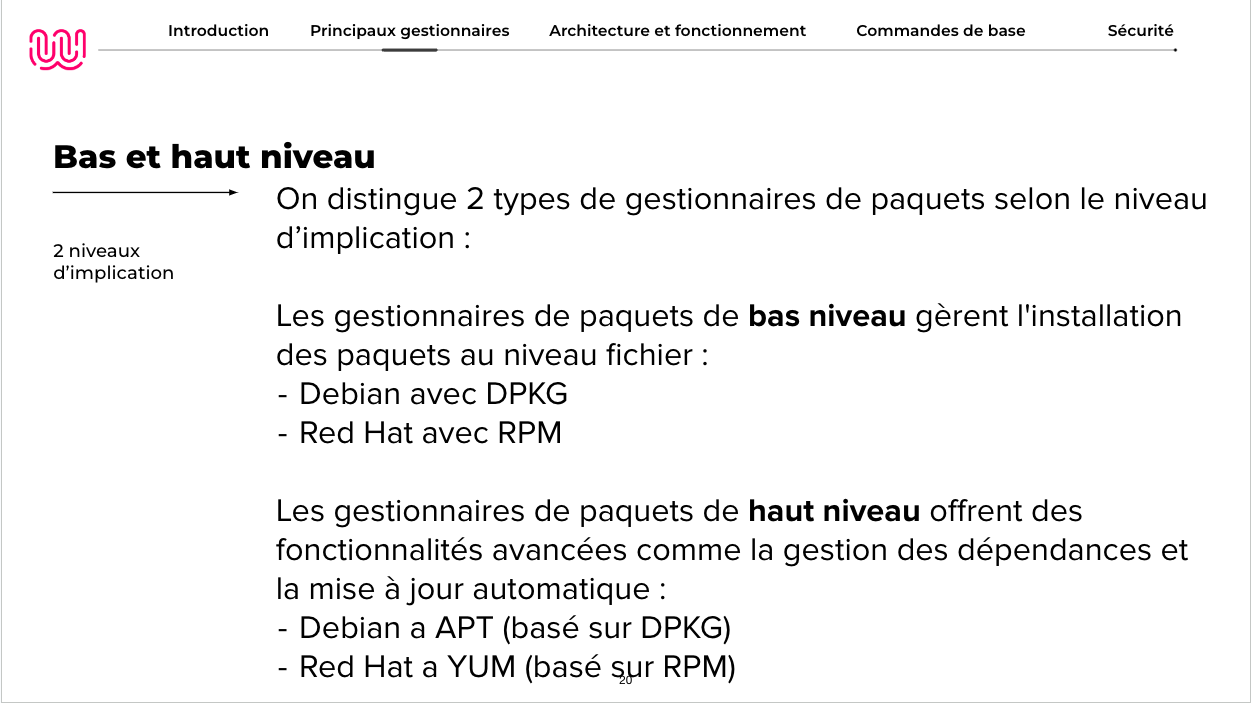 Introduction Principaux gestionnaires Architecture et fonctionnement Commandes de base Sécurité
Bas et haut niveau
2 niveaux
d’implication
On distingue 2 types de gestionnaires de paquets selon le niveau
d’implication :
Les gestionnaires de paquets de bas niveau gèrent l'installation
des paquets au niveau fichier :
- Debian avec DPKG
- Red Hat avec RPM
Les gestionnaires de paquets de haut niveau offrent des
fonctionnalités avancées comme la gestion des dépendances et
la mise à jour automatique :
- Debian a APT (basé sur DPKG)
- Red Hat a YUM (basé sur RPM)
20